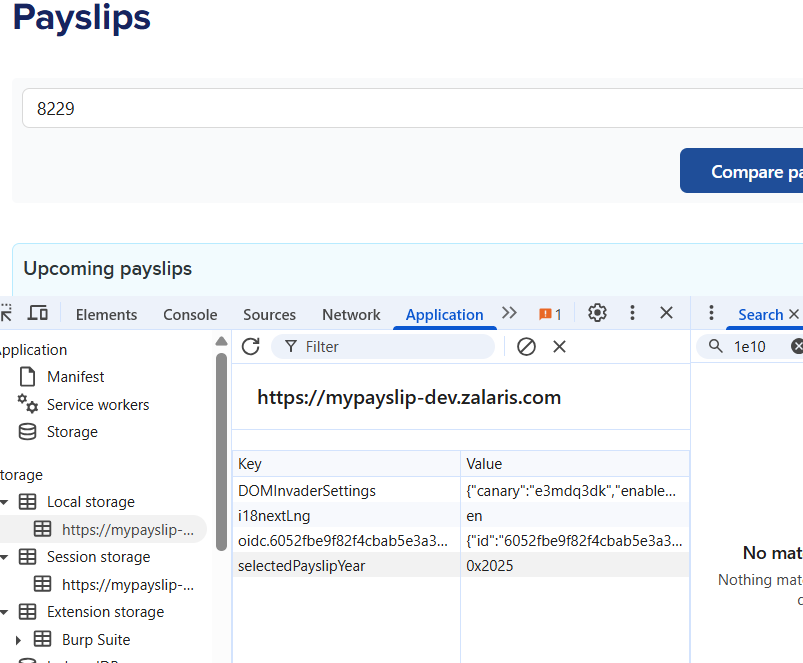 Payslips
8229
Compare pa
Upcoming payslips
Elements Console Sources Network Application 1 Search
pplication
Filter
1e10
Manifest
https://mypayslip-dev.zalaris.com
Service workers
Storage
Key Value
torage
DOMInvaderSettings {"canary":"e3mdq3dk","enable...
Local storage
i18nextLng en
https://mypayslip-...
oidc.6052fbe9f82f4cbab5e3a3... {"id":"6052fbe9f82f4cbab5e3a3...
Session storage
selectedPayslipYear 0x2025
No mat
https://mypayslip-...
Nothing mat
Extension storage
Burp Suite